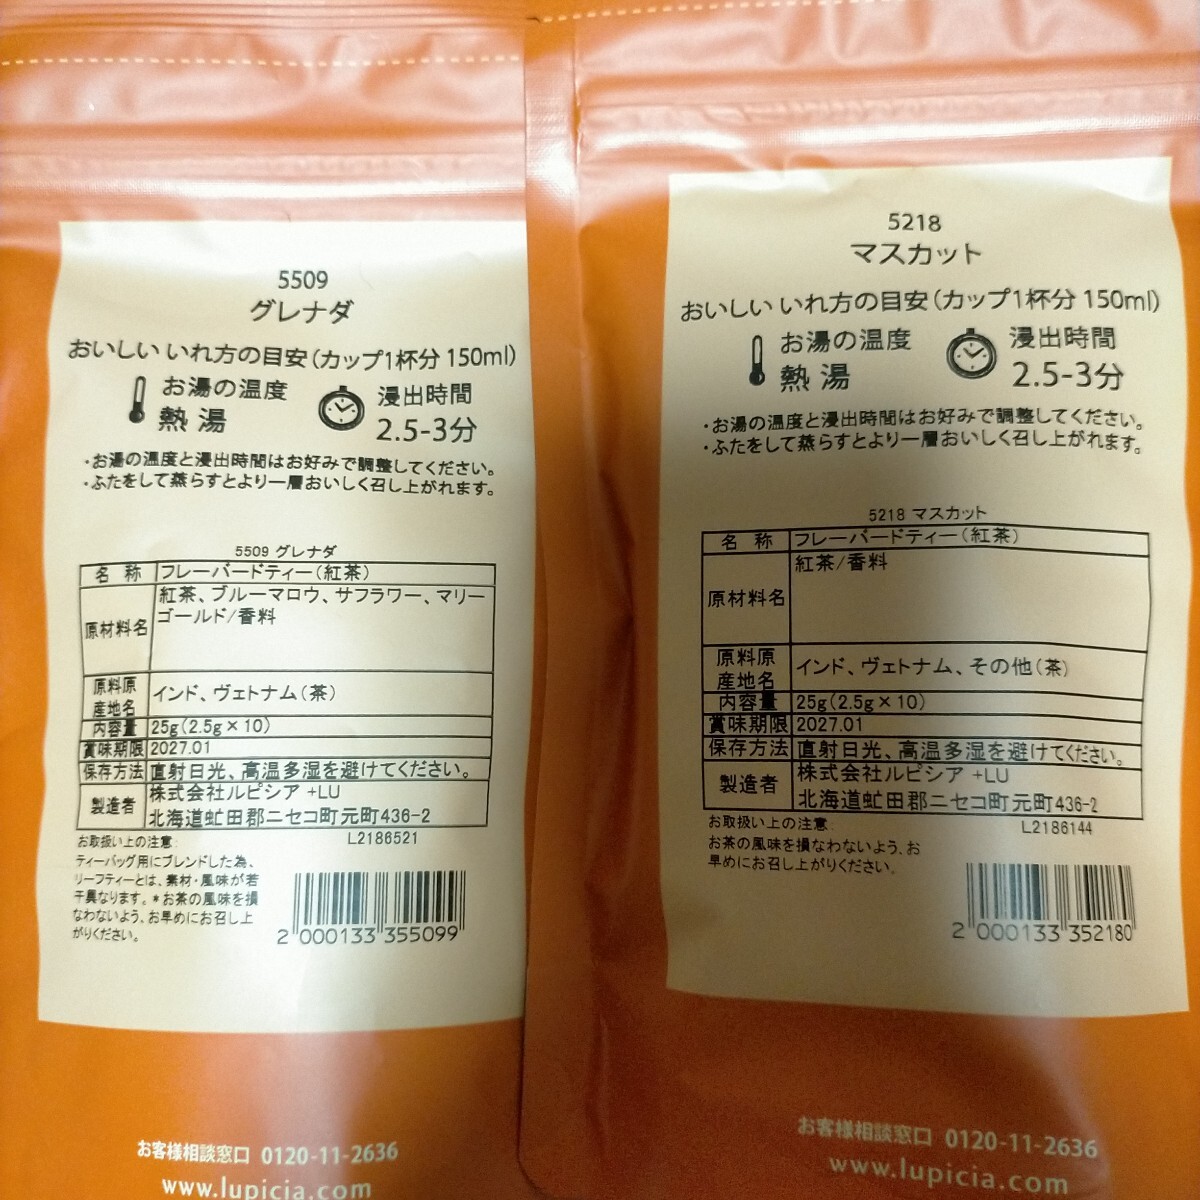 5509
グレナダ
おいしい いれ方の目安(カップ1杯分 150ml)
お湯の温度
熱湯
浸出時間
2.5-3分
・お湯の温度と浸出時間はお好みで調整してください。
・ふたをして蒸らすとより一層おいしく召し上がれます。
5509 グレナダ
名 称 フレーバードティー(紅茶)
原材料名 紅茶、ブルーマロウ、サフラワー、マリー
ゴールド/香料
原料原
産地名 インド、ヴェトナム(茶)
内容量 25g(2.5g×10)
賞味期限 2027.01
保存方法 直射日光、高温多湿を避けてください。
製造者 株式会社ルピシア +LU
北海道虻田郡ニセコ町元町436-2
お取扱い上の注意: L2186521
ティーバッグ用にブレンドした為、
リーフティーとは、素材・風味が若
干異なります。*お茶の風味を損
なわないよう、お早めにお召し上
がりください。
2 000133 355099
お客様相談窓口 0120-11-2636
www.lupicia.com
5218
マスカット
おいしい いれ方の目安(カップ1杯分 150ml)
お湯の温度
熱湯
浸出時間
2.5-3分
・お湯の温度と浸出時間はお好みで調整してください。
・ふたをして蒸らすとより一層おいしく召し上がれます。
5218 マスカット
名 称 フレーバードティー(紅茶)
原材料名 紅茶/香料
原料原
産地名 インド、ヴェトナム、その他(茶)
内容量 25g(2.5g×10)
賞味期限 2027.01
保存方法 直射日光、高温多湿を避けてください。
製造者 株式会社ルピシア +LU
北海道虻田郡ニセコ町元町436-2
お取扱い上の注意: L2186144
お茶の風味を損なわないよう、お
早めにお召し上がりください。
2 000133 352180
お客様相談窓口 0120-11-2636
www.lupicia.com